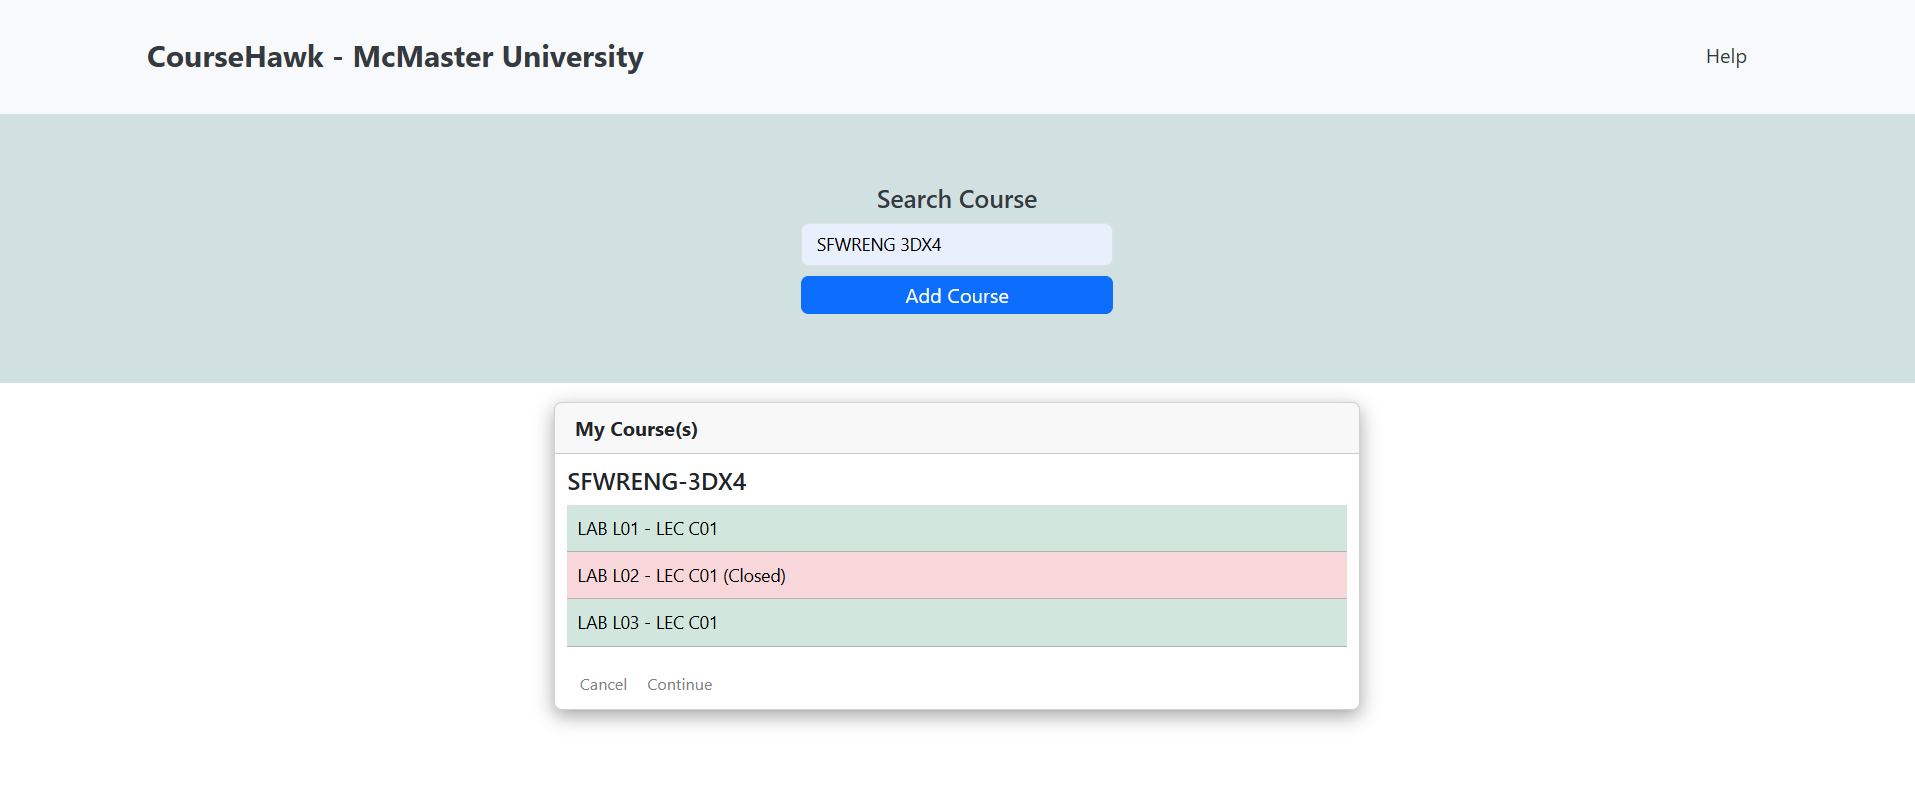 CourseHawk - McMaster University
Help
Search Course
SFWRENG 3DX4
Add Course
My Course(s)
SFWRENG-3DX4
LAB L01 - LEC C01
LAB L02 - LEC C01 (Closed)
LAB L03 - LEC C01
Cancel Continue